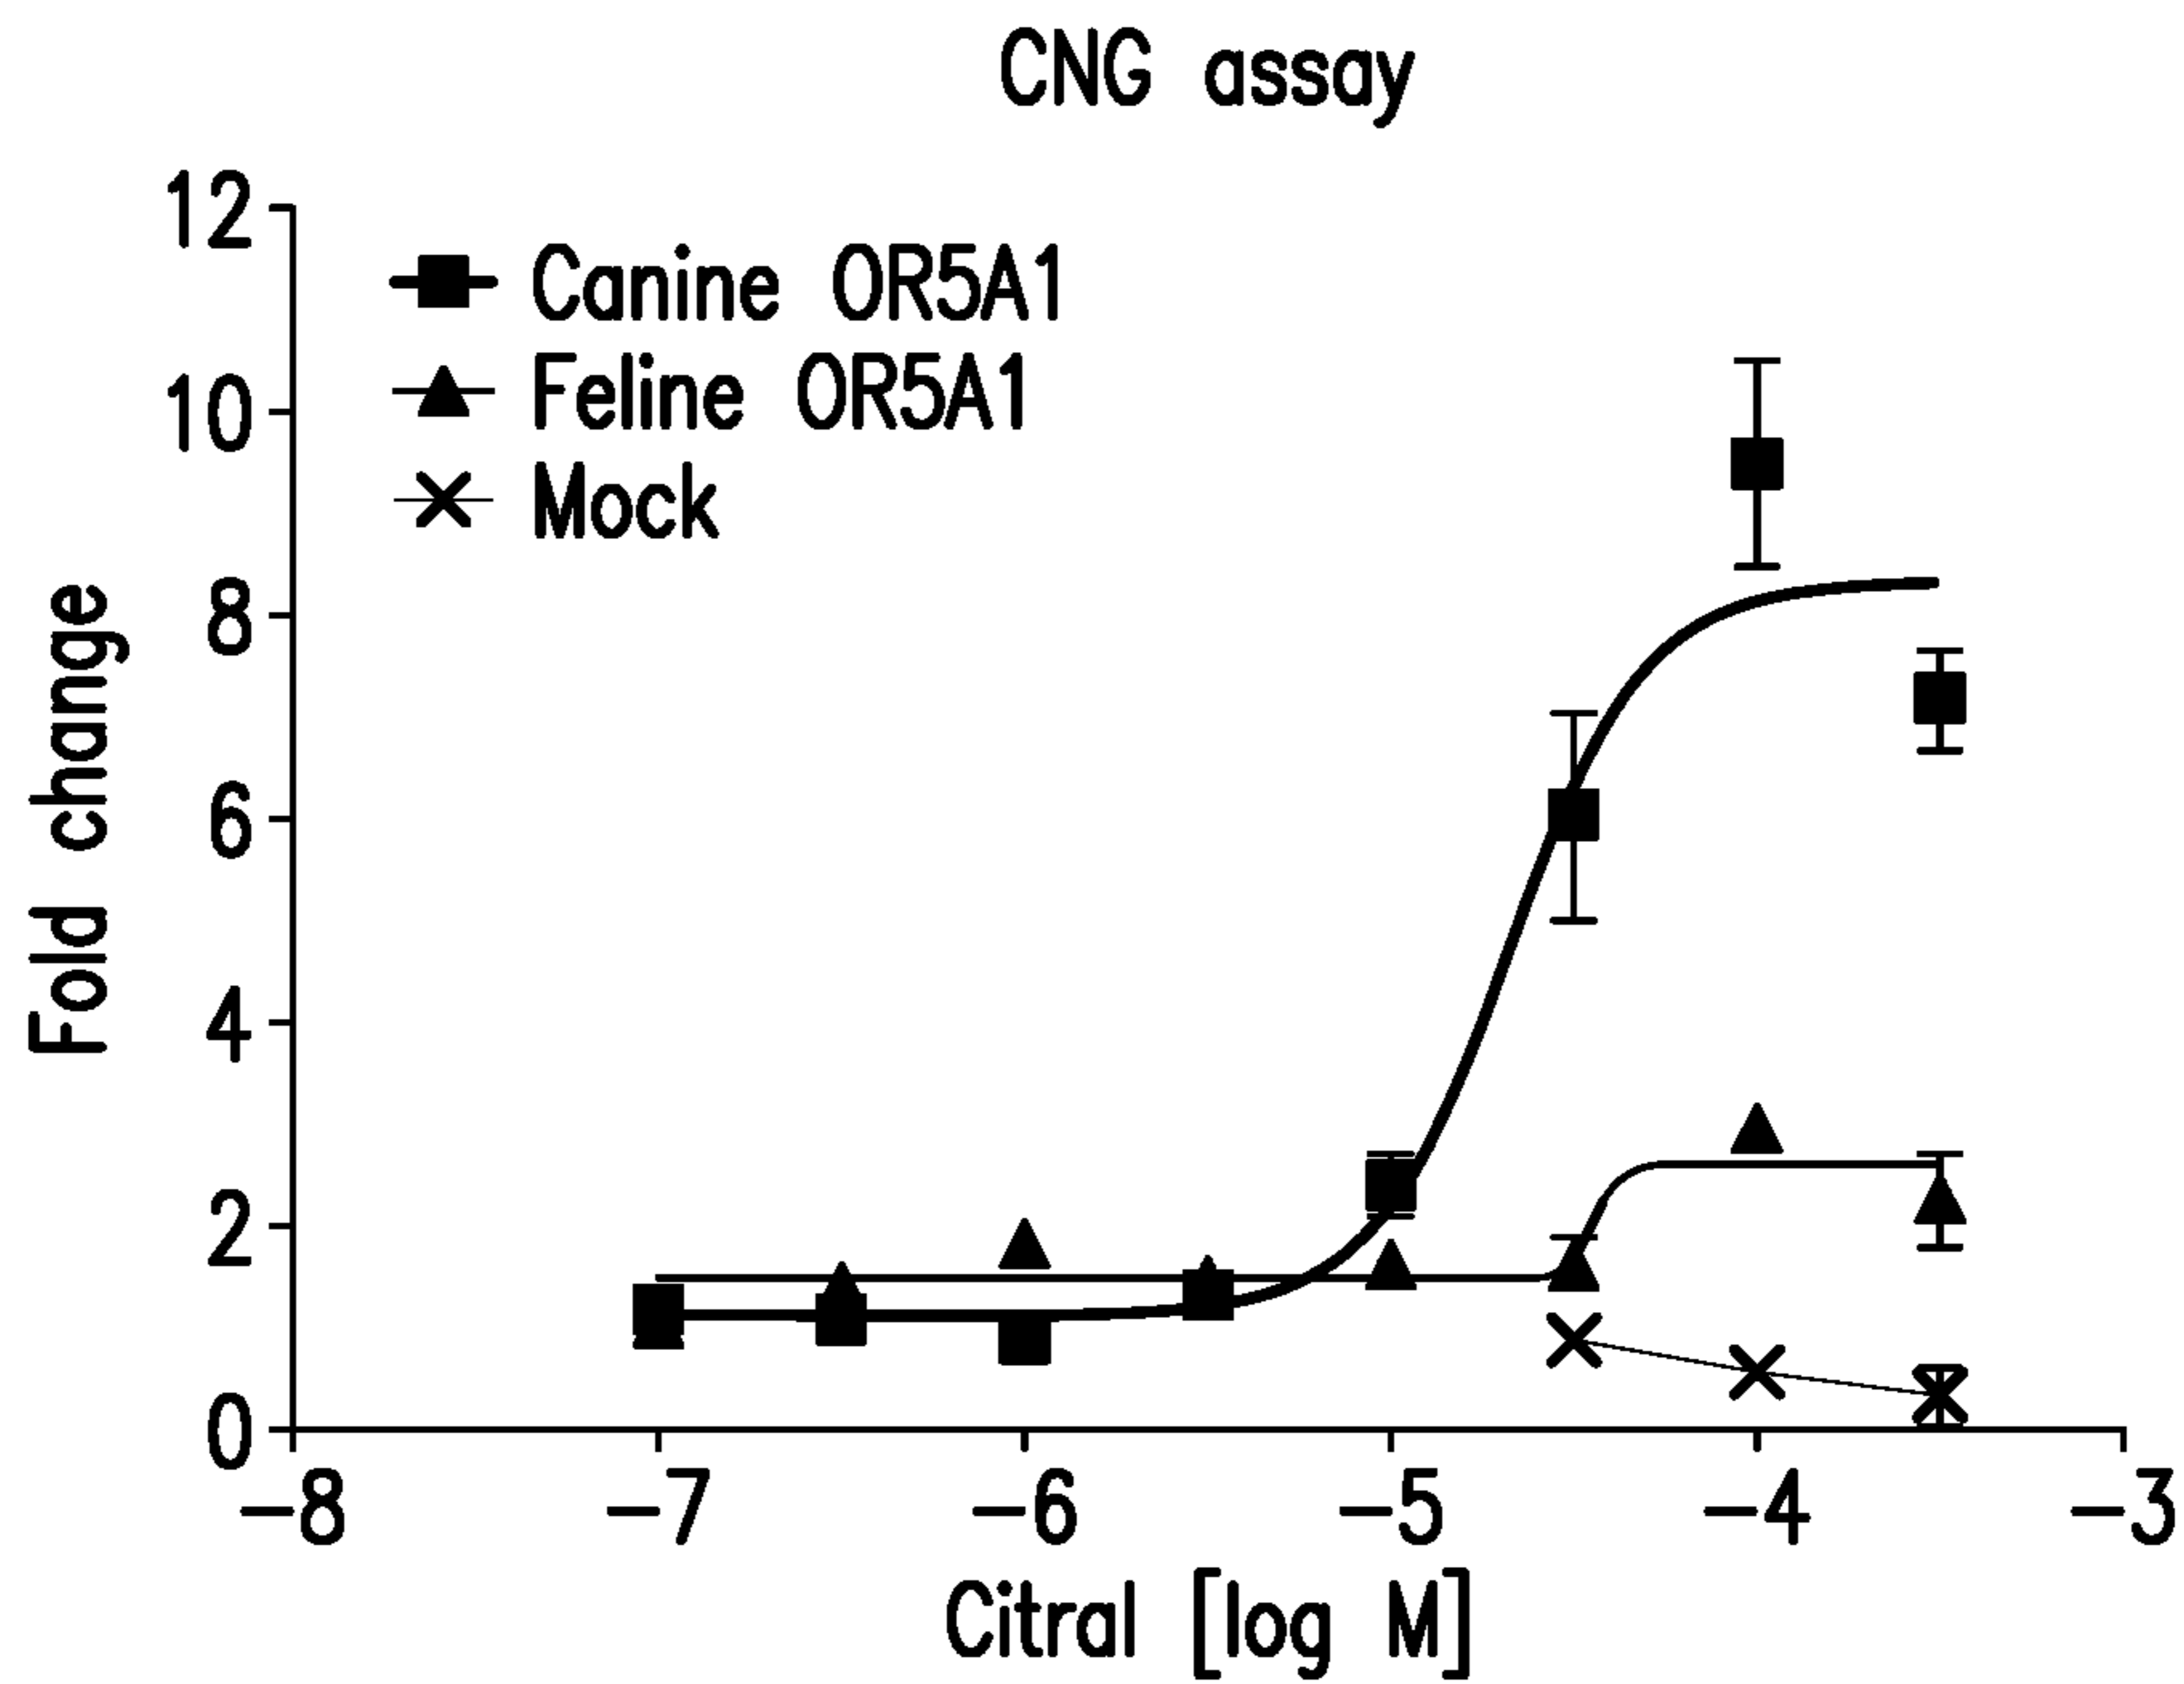 CNG assay
12
10
8
6
4
2
0
Fold change
Canine OR5A1
Feline OR5A1
Mock
−8 −7 −6 −5 −4 −3
Citral [log M]